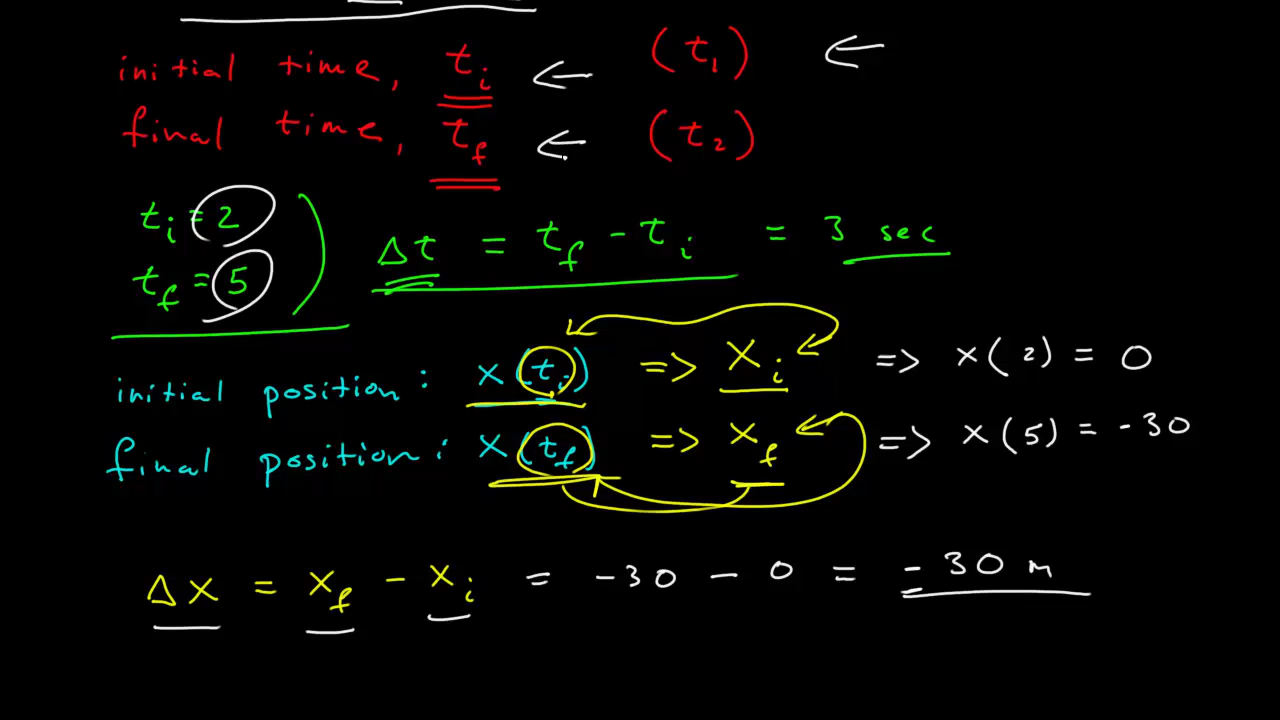 initial time, tᵢ ← (t₁) ←
final time, t_f ← (t₂)
tᵢ = 2
t_f = 5
Δt = t_f - tᵢ = 3 sec
initial position: x(tᵢ) => xᵢ => x(2) = 0
final position: x(t_f) => x_f => x(5) = -30
Δx = x_f - xᵢ = -30 - 0 = -30 m